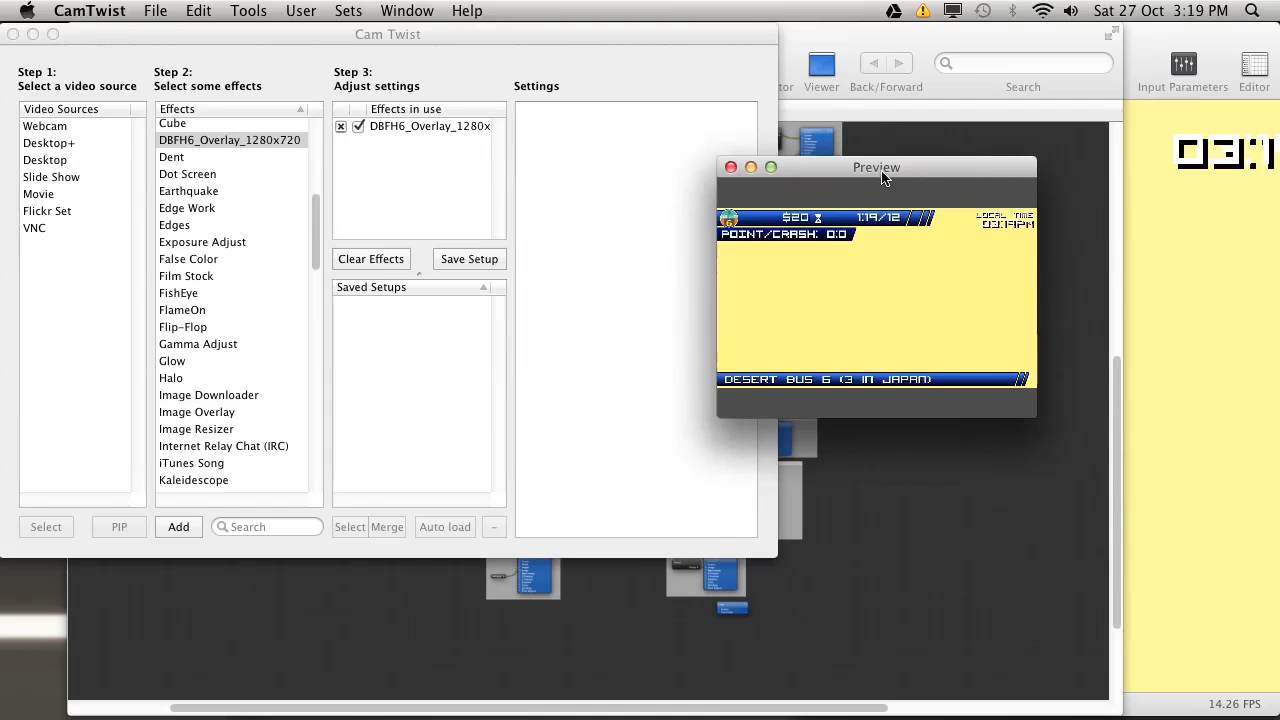 CamTwist File Edit Tools User Sets Window Help Sat 27 Oct 3:19 PM
Cam Twist
Step 1:
Select a video source
Step 2:
Select some effects
Step 3:
Adjust settings
Settings
Video Sources
Webcam
Desktop+
Desktop
Slide Show
Movie
Flickr Set
VNC
Effects
Cube
DBFH6_Overlay_1280x720
Dent
Dot Screen
Earthquake
Edge Work
Edges
Exposure Adjust
False Color
Film Stock
FishEye
FlameOn
Flip-Flop
Gamma Adjust
Glow
Halo
Image Downloader
Image Overlay
Image Resizer
Internet Relay Chat (IRC)
iTunes Song
Kaleidescope
Effects in use
DBFH6_Overlay_1280x
Clear Effects Save Setup
Saved Setups
Select PIP Add Search Select Merge Auto load -
tor Viewer Back/Forward Search Input Parameters Editor
Preview
$20 1:19/12
LOCAL TIME
03:19PM
POINT/CRASH: 0:0
DESERT BUS 6 (3 IN JAPAN)
03:1
14.26 FPS